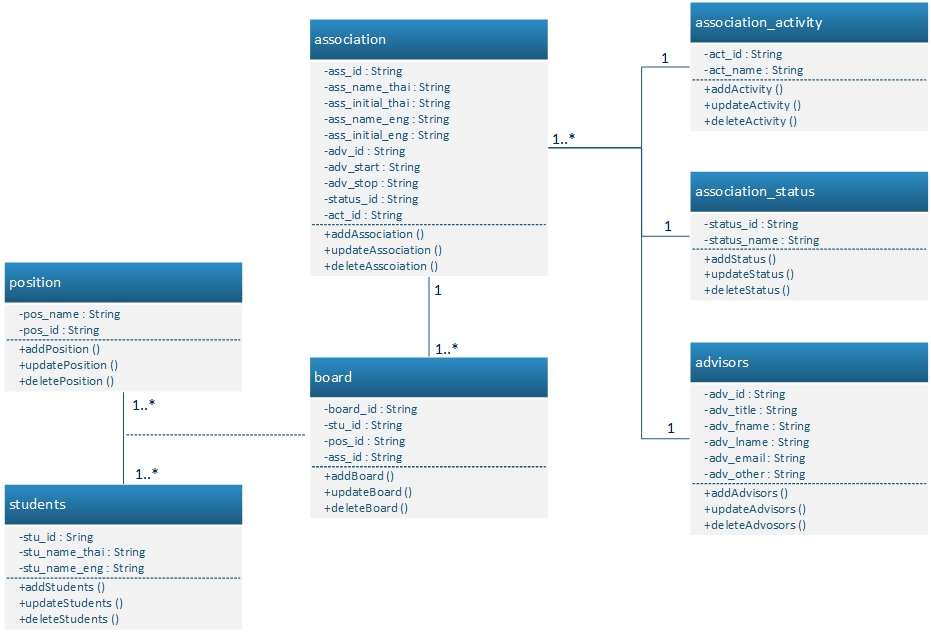 association
-ass_id : String
-ass_name_thai : String
-ass_initial_thai : String
-ass_name_eng : String
-ass_initial_eng : String
-adv_id : String
-adv_start : String
-adv_stop : String
-status_id : String
-act_id : String
+addAssociation ()
+updateAssociation ()
+deleteAsscoiation ()
1..*
1
association_activity
-act_id : String
-act_name : String
+addActivity ()
+updateActivity ()
+deleteActivity ()
1
association_status
-status_id : String
-status_name : String
+addStatus ()
+updateStatus ()
+deleteStatus ()
1
advisors
-adv_id : String
-adv_title : String
-adv_fname : String
-adv_lname : String
-adv_email : String
-adv_other : String
+addAdvisors ()
+updateAdvisors ()
+deleteAdvosors ()
1
1..*
board
-board_id : String
-stu_id : String
-pos_id : String
-ass_id : String
+addBoard ()
+updateBoard ()
+deleteBoard ()
position
-pos_name : String
-pos_id : String
+addPosition ()
+updatePosition ()
+deletePosition ()
1..*
1..*
students
-stu_id : Sring
-stu_name_thai : String
-stu_name_eng : String
+addStudents ()
+updateStudents ()
+deleteStudents ()